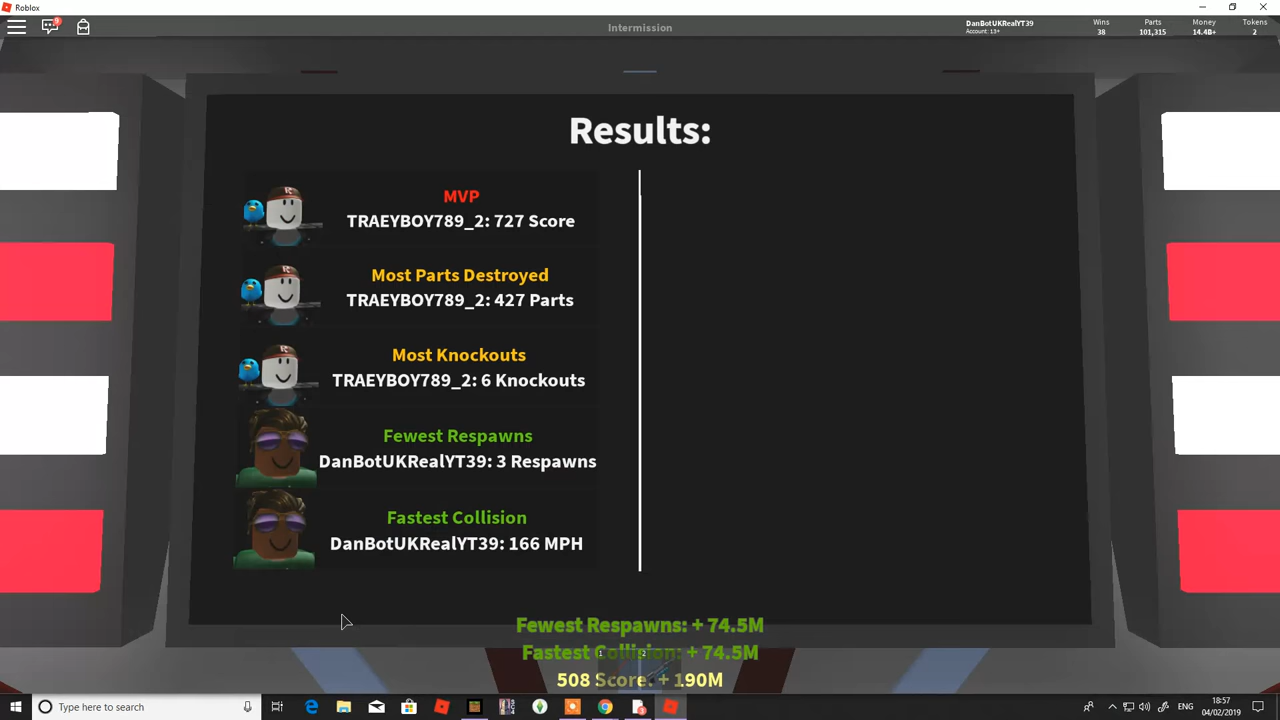 Roblox
9
Intermission
DanBotUKRealYT39
Account: 13+
Wins
38
Parts
101,315
Money
14.4B+
Tokens
2
Results:
MVP
TRAEYBOY789_2: 727 Score
Most Parts Destroyed
TRAEYBOY789_2: 427 Parts
Most Knockouts
TRAEYBOY789_2: 6 Knockouts
Fewest Respawns
DanBotUKRealYT39: 3 Respawns
Fastest Collision
DanBotUKRealYT39: 166 MPH
Fewest Respawns: + 74.5M
Fastest Collision: + 74.5M
1
2
508 Score: + 190M
Type here to search
ENG
18:57
04/02/2019